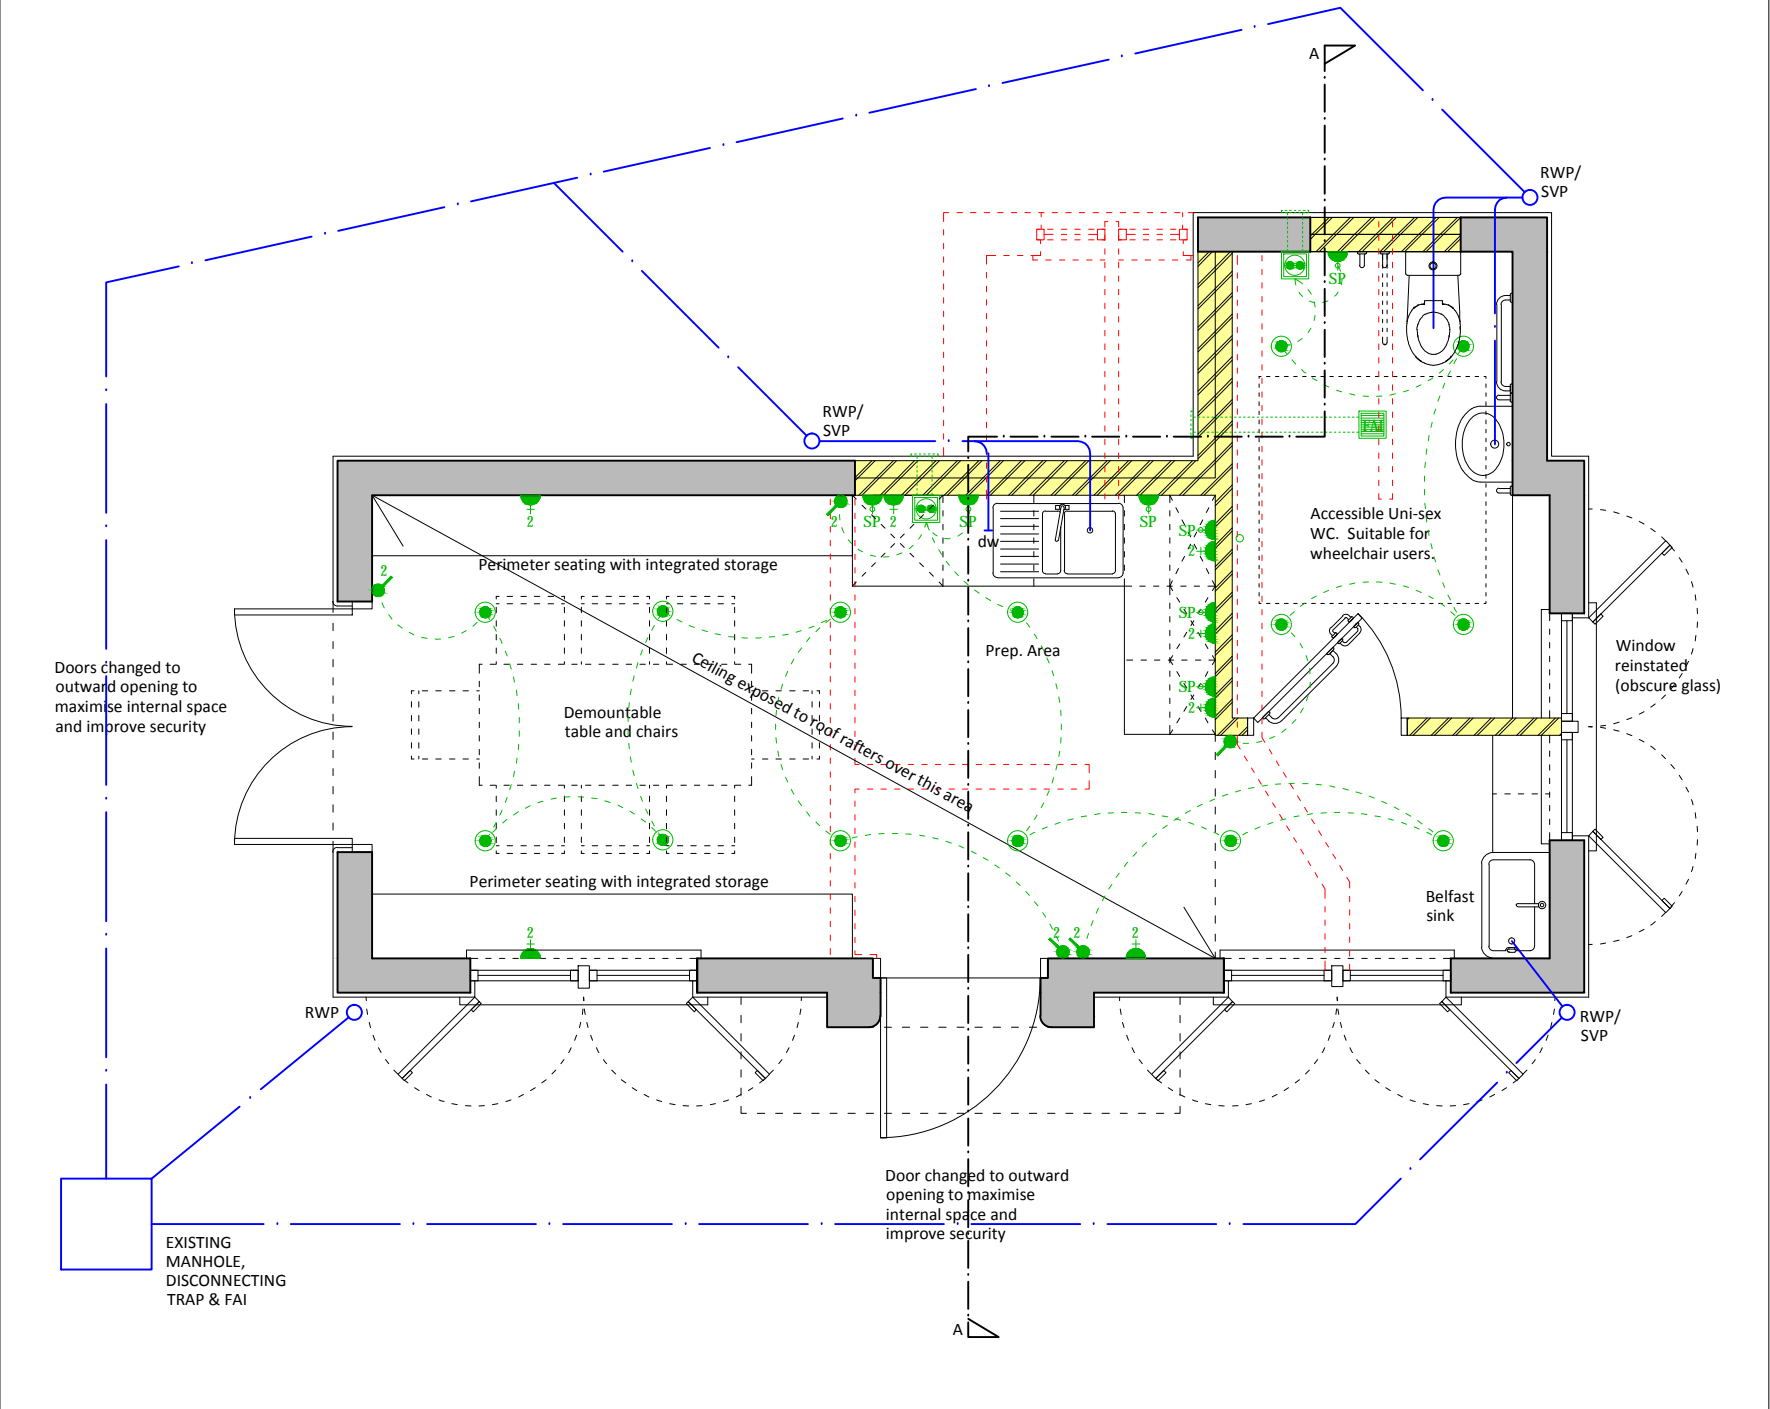 A
RWP/
SVP
SP
RWP/
SVP
FAI
2
2
SP
2
SP
SP
dw
SP
2
Accessible Uni-sex
WC. Suitable for
wheelchair users.
Perimeter seating with integrated storage
2
SP
2
Prep. Area
Doors changed to
outward opening to
maximise internal space
and improve security
Ceiling exposed to roof rafters over this area
Window
reinstated
(obscure glass)
SP
2
Demountable
table and chairs
Perimeter seating with integrated storage
Belfast
sink
2
2
2
2
RWP
RWP/
SVP
Door changed to outward
opening to maximise
internal space and
improve security
EXISTING
MANHOLE,
DISCONNECTING
TRAP & FAI
A